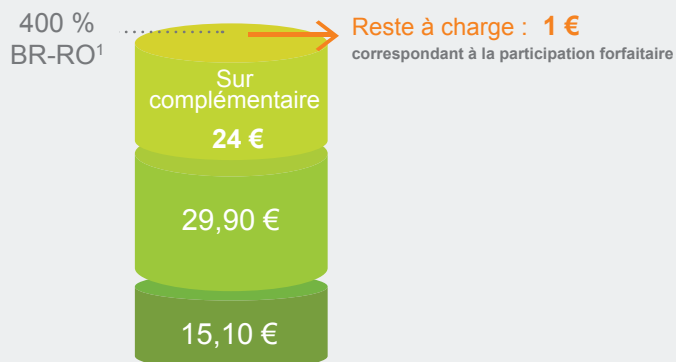 400 %
BR-RO¹
Reste à charge : 1 €
correspondant à la participation forfaitaire
Sur
complémentaire
24 €
29,90 €
15,10 €